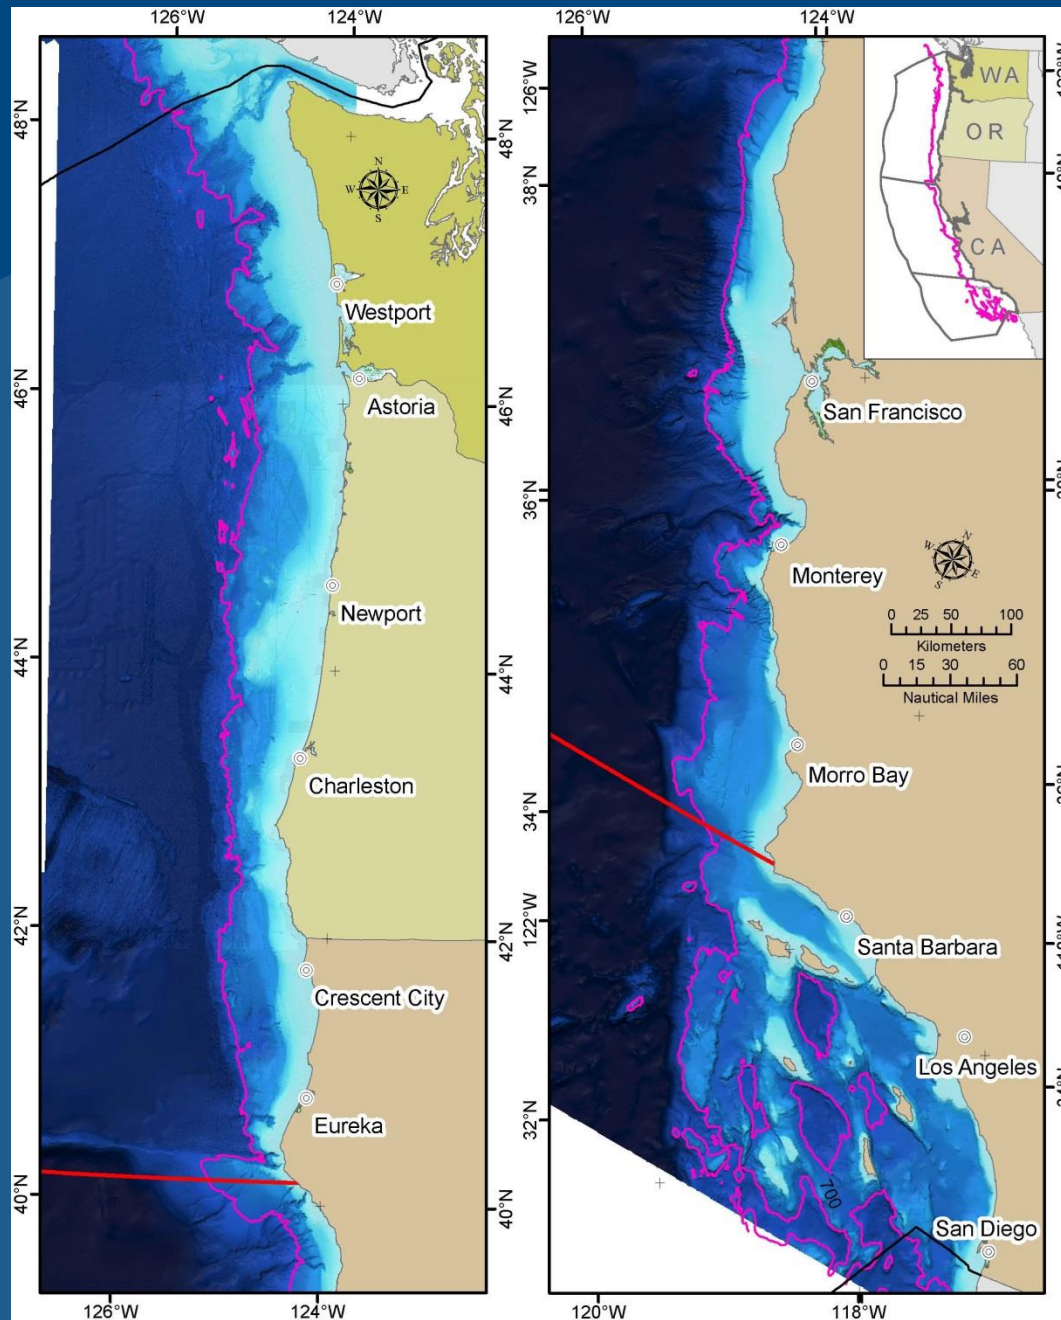 126°W
124°W
48°N
48°N
N
W
E
S
Westport
46°N
Astoria
46°N
Newport
44°N
44°N
Charleston
42°N
42°N
Crescent City
Eureka
40°N
40°N
126°W
124°W
126°W
124°W
126°W
WA
OR
CA
38°N
San Francisco
36°N
Monterey
N
W
E
S
0 25 50 100
Kilometers
0 15 30 60
Nautical Miles
Morro Bay
34°N
122°W
Santa Barbara
Los Angeles
32°N
700
San Diego
120°W
118°W